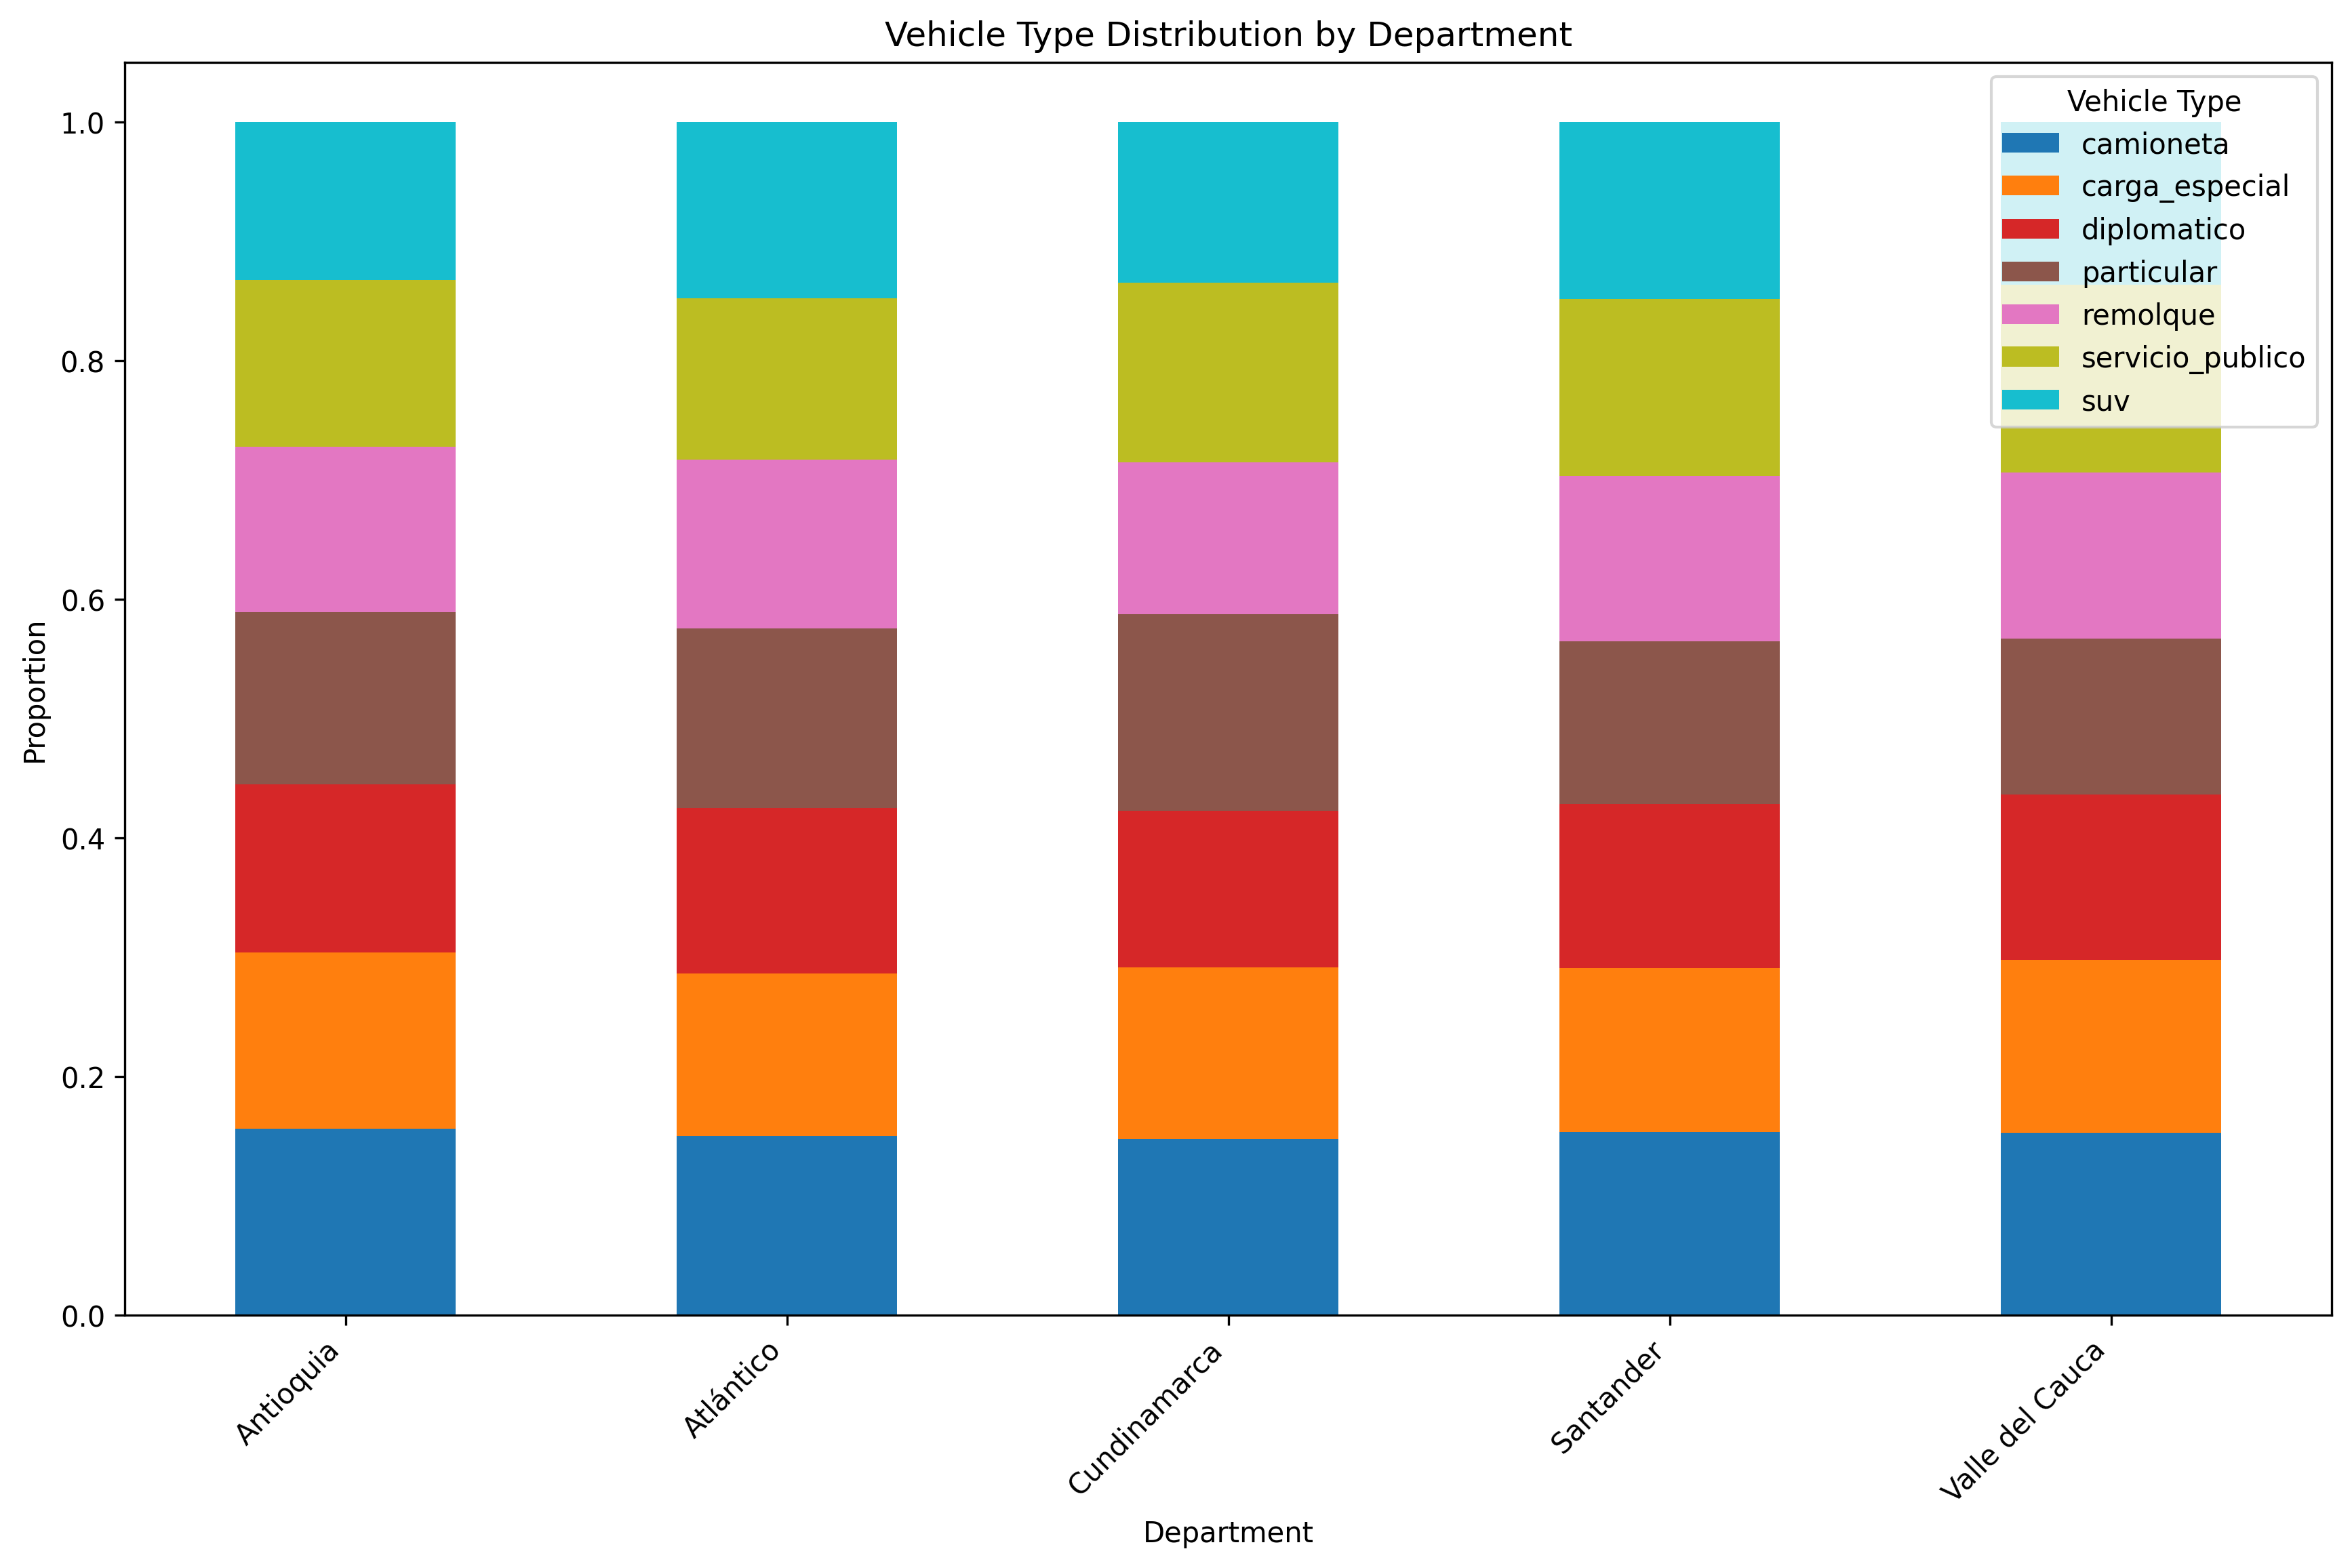 Vehicle Type Distribution by Department
Vehicle Type
camioneta
carga_especial
diplomatico
particular
remolque
servicio_publico
suv
Proportion
1.0
0.8
0.6
0.4
0.2
0.0
Antioquia
Atlántico
Cundinamarca
Santander
Valle del Cauca
Department